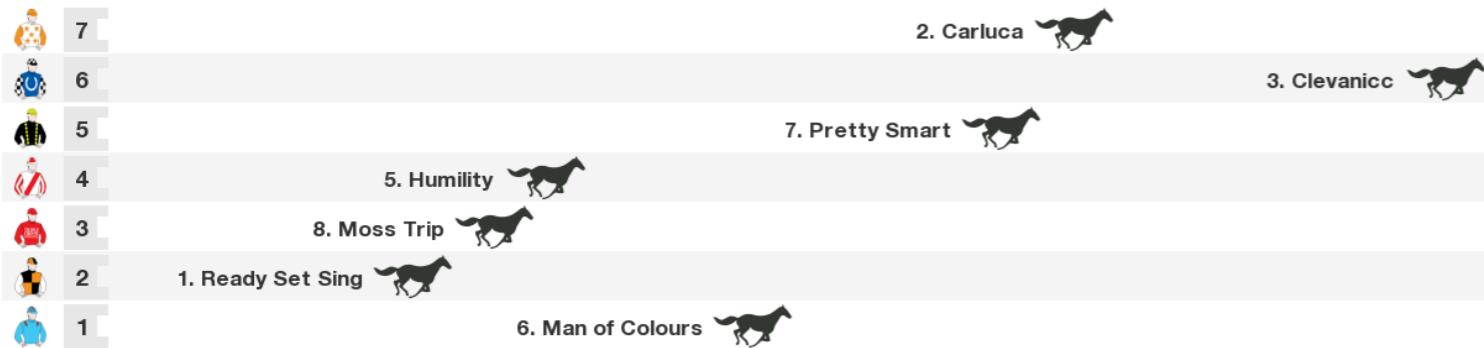 7 2. Carluca
6 3. Clevanicc
5 7. Pretty Smart
4 5. Humility
3 8. Moss Trip
2 1. Ready Set Sing
1 6. Man of Colours